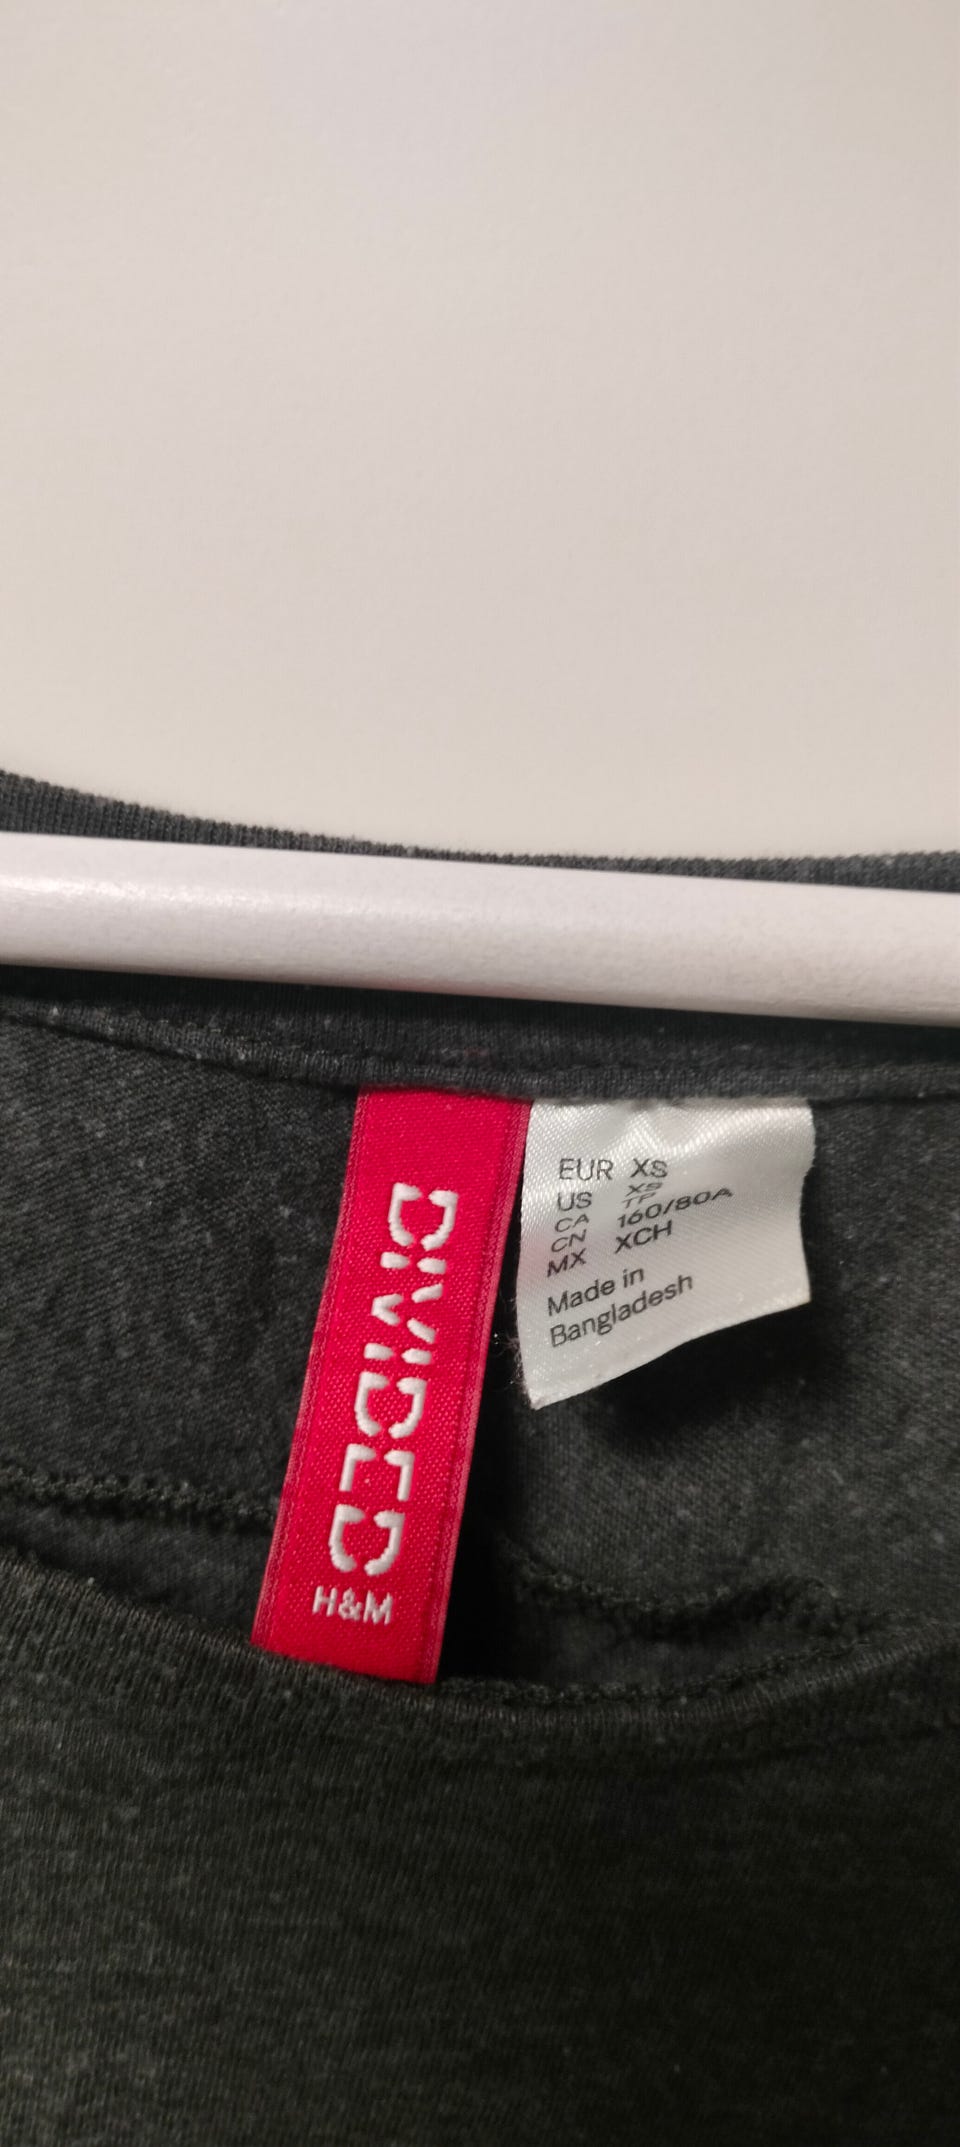 DIVIDED
H&M
EUR XS
US XS
CA TP
CN 160/80A
MX XCH
Made in
Bangladesh